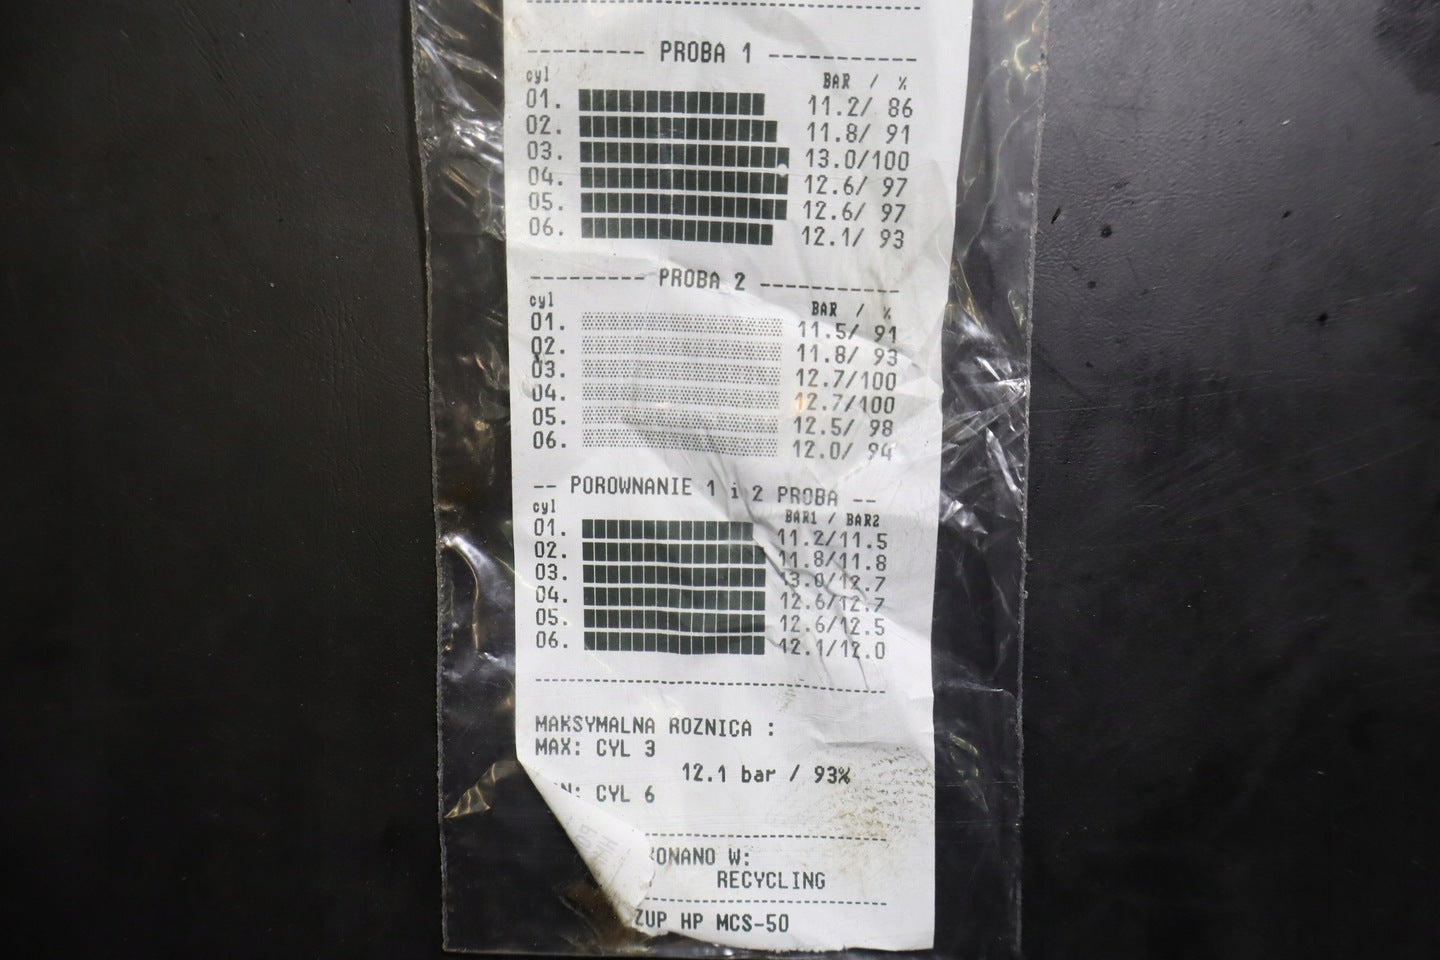 PROBA 1
cyl BAR / %
01. 11.2/ 86
02. 11.8/ 91
03. 13.0/100
04. 12.6/ 97
05. 12.6/ 97
06. 12.1/ 93
PROBA 2
cyl BAR / %
01. 11.5/ 91
02. 11.8/ 93
03. 12.7/100
04. 12.7/100
05. 12.5/ 98
06. 12.0/ 94
-- POROWNANIE 1 i 2 PROBA --
cyl BAR1 / BAR2
01. 11.2/11.5
02. 11.8/11.8
03. 13.0/12.7
04. 12.6/12.7
05. 12.6/12.5
06. 12.1/12.0
MAKSYMALNA ROZNICA :
MAX: CYL 3
12.1 bar / 93%
N: CYL 6
ONANO W:
RECYCLING
ZUP HP MCS-50